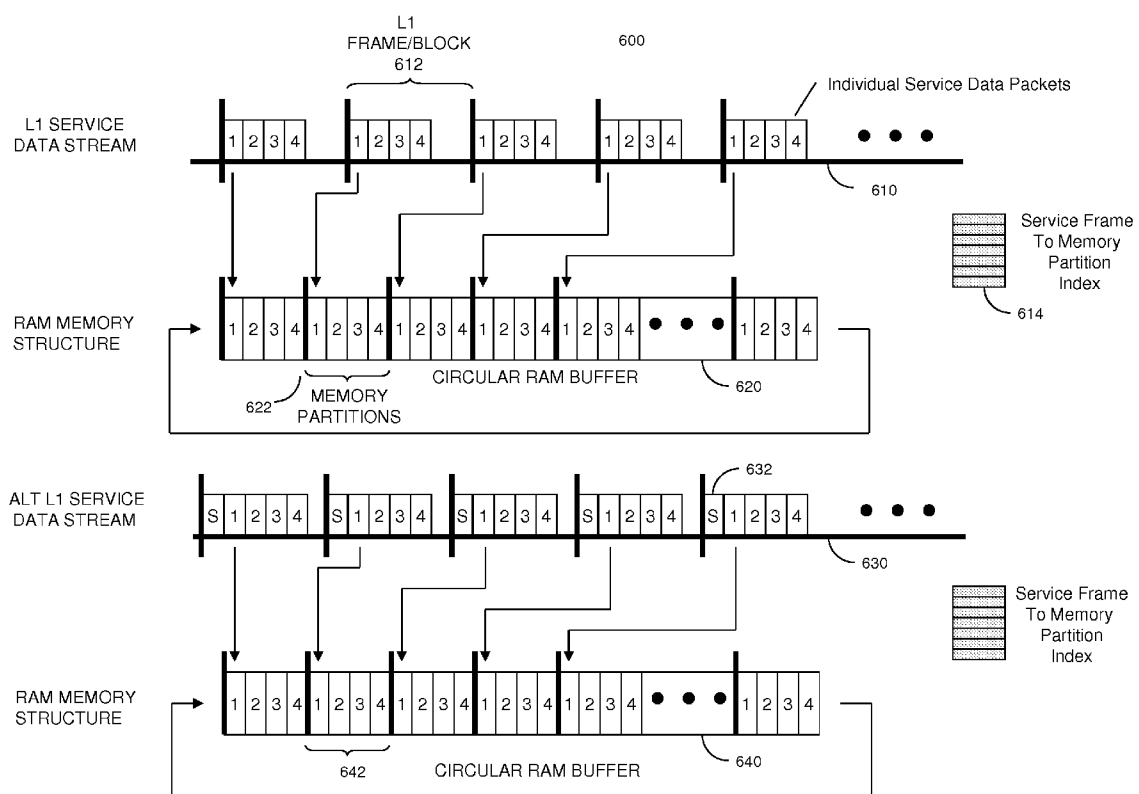 L1
FRAME/BLOCK
612
600
Individual Service Data Packets
L1 SERVICE
DATA STREAM
1 2 3 4 1 2 3 4 1 2 3 4 1 2 3 4 1 2 3 4
610
Service Frame
To Memory
Partition
Index
614
RAM MEMORY
STRUCTURE
1 2 3 4 1 2 3 4 1 2 3 4 1 2 3 4 1 2 3 4 1 2 3 4
622
MEMORY
PARTITIONS
CIRCULAR RAM BUFFER
620
ALT L1 SERVICE
DATA STREAM
632
S 1 2 3 4 S 1 2 3 4 S 1 2 3 4 S 1 2 3 4 S 1 2 3 4
630
Service Frame
To Memory
Partition
Index
RAM MEMORY
STRUCTURE
1 2 3 4 1 2 3 4 1 2 3 4 1 2 3 4 1 2 3 4 1 2 3 4
642
CIRCULAR RAM BUFFER
640